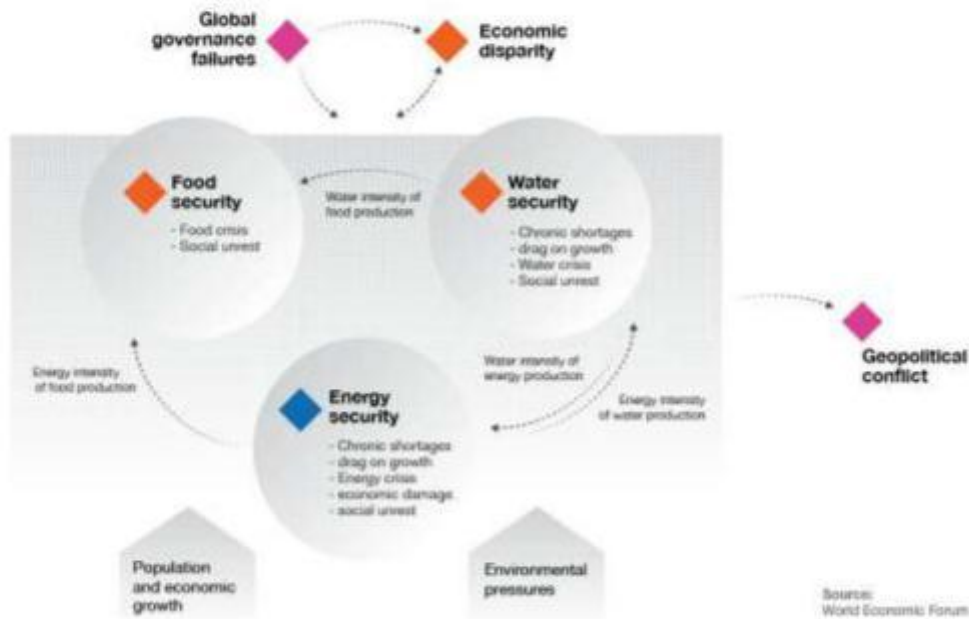 Global
governance
failures
Economic
disparity
Food
security
- Food crisis
- Social unrest
Water intensity of
food production
Water
security
- Chronic shortages
- drag on growth
- Water crisis
- Social unrest
Geopolitical
conflict
Energy intensity
of food production
Water intensity of
energy production
Energy intensity
of water production
Energy
security
- Chronic shortages
- drag on growth
- Energy crisis
- economic damage
- social unrest
Population
and economic
growth
Environmental
pressures
Source:
World Economic Forum